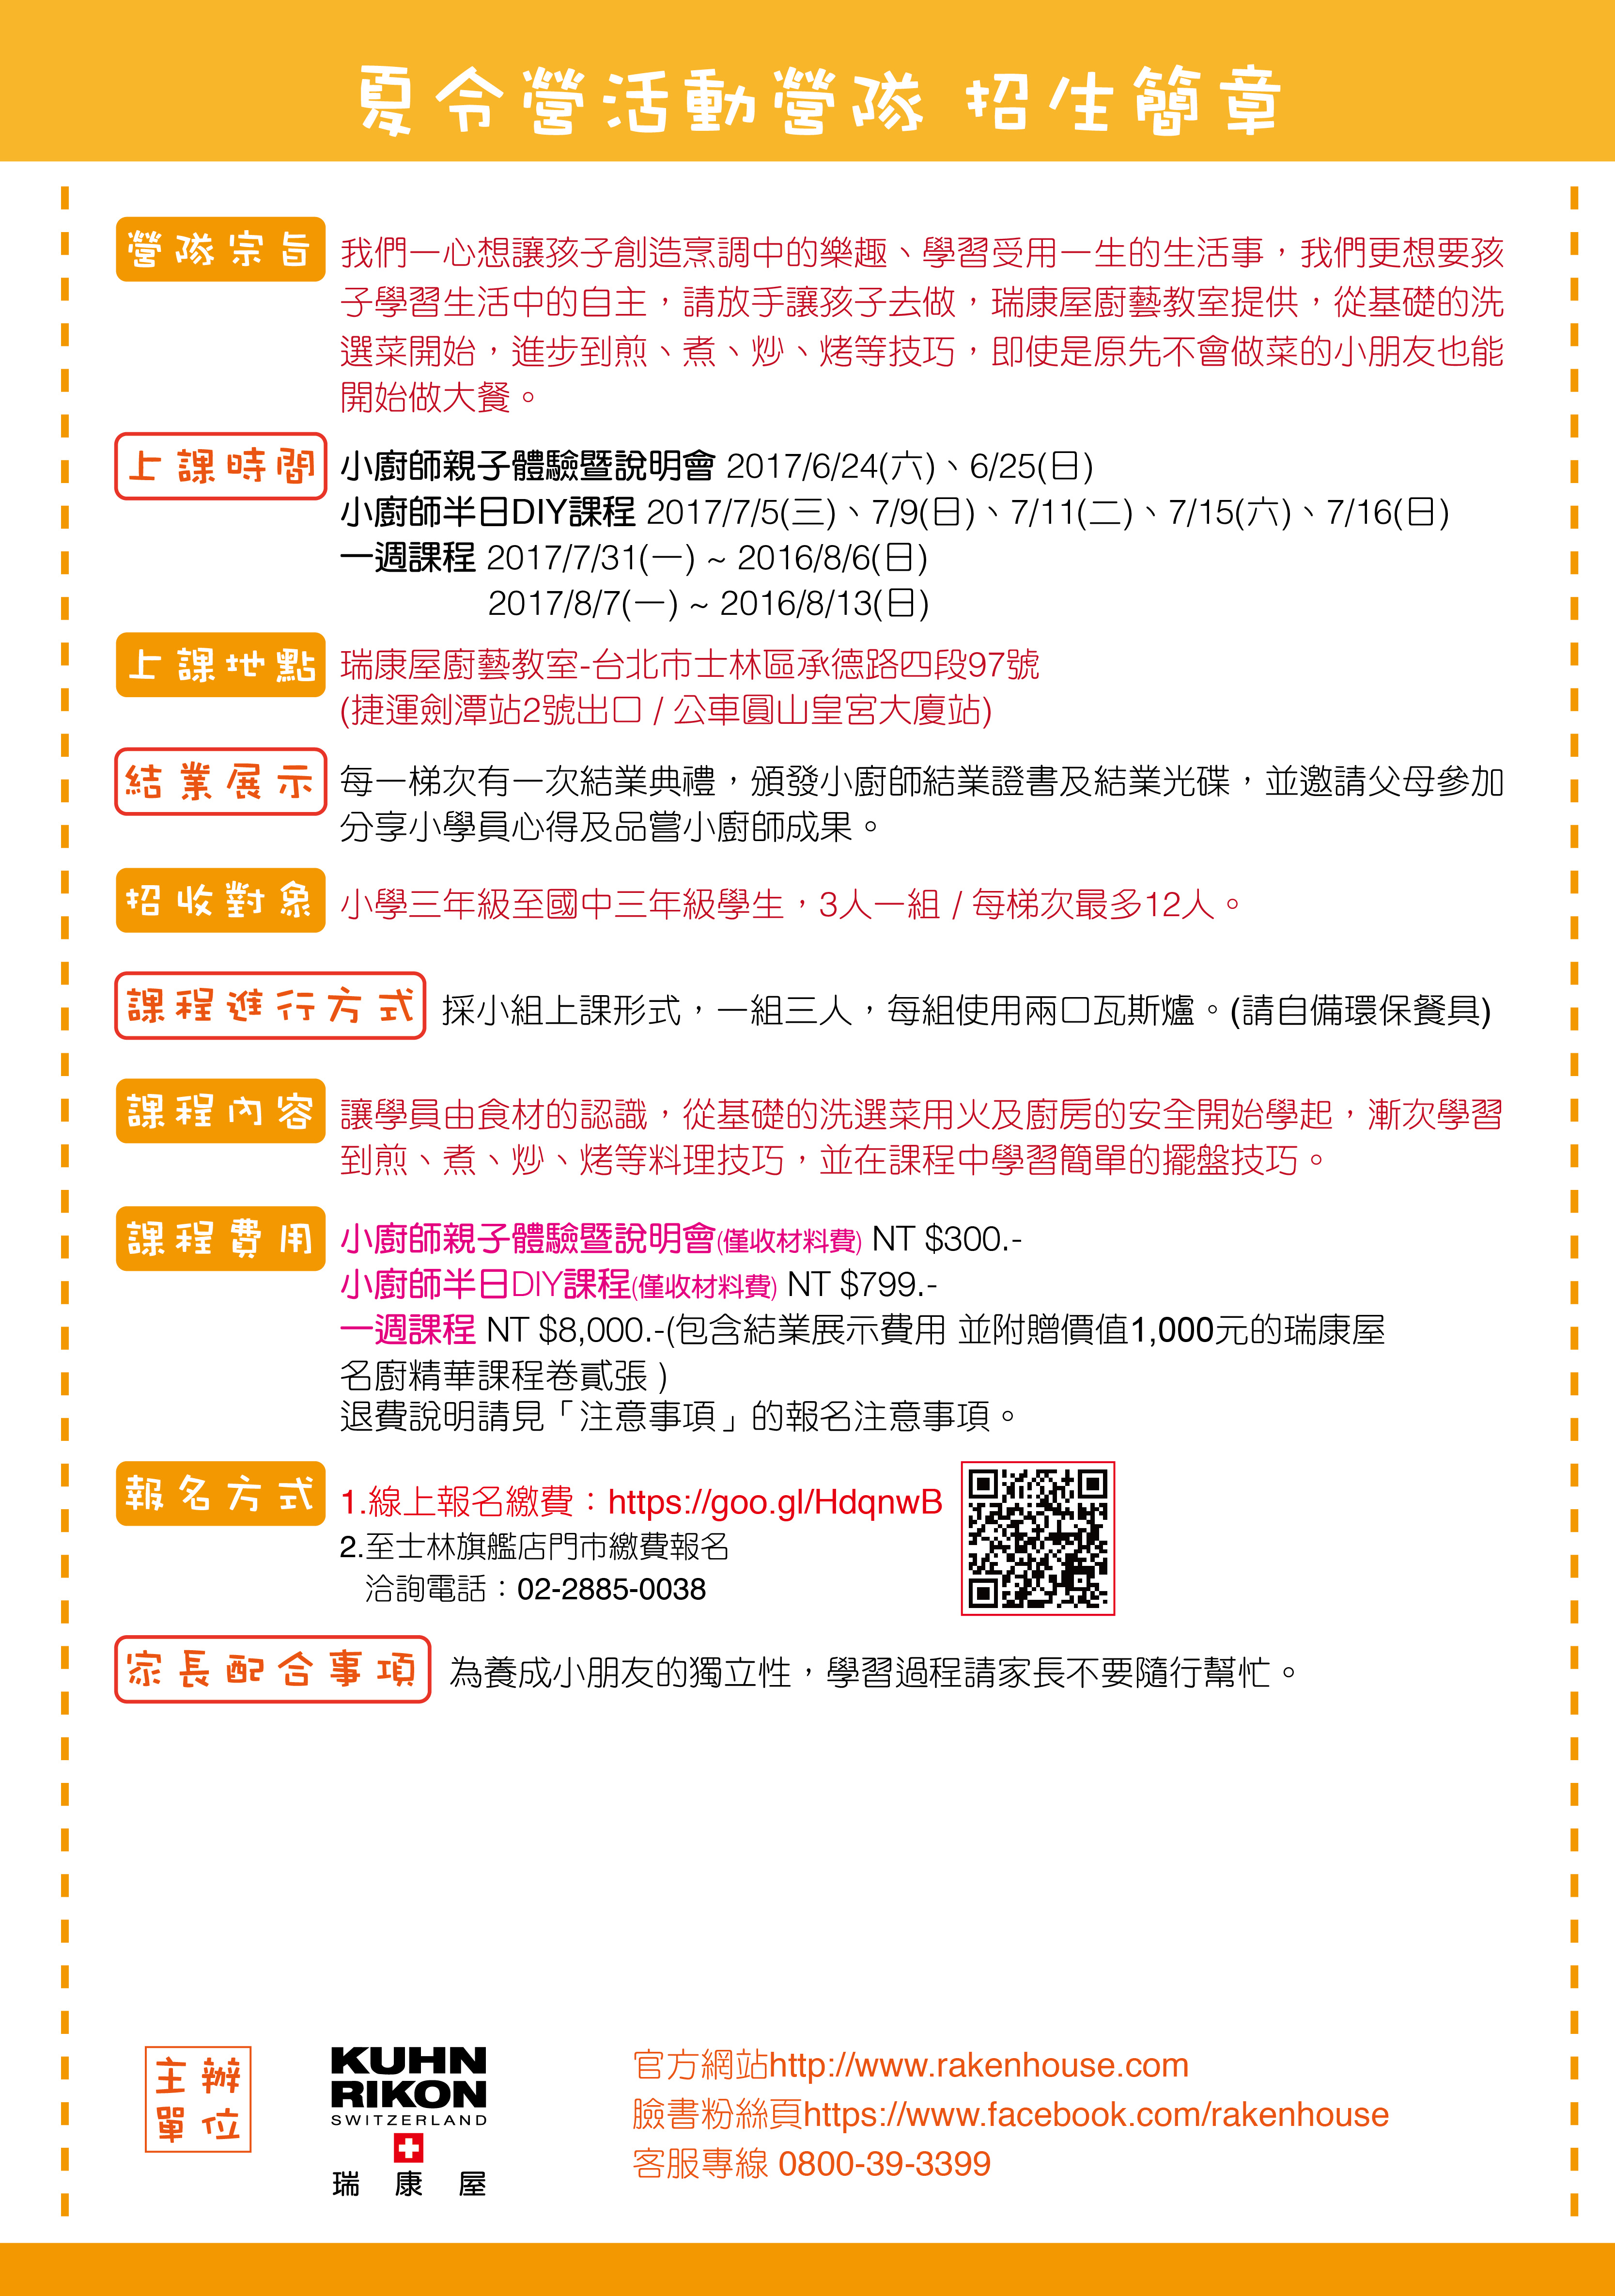 夏令營活動營隊 招生簡章
營隊宗旨
我們一心想讓孩子創造烹調中的樂趣、學習受用一生的生活事，我們更想要孩
子學習生活中的自主，請放手讓孩子去做，瑞康屋廚藝教室提供，從基礎的洗
選菜開始，進步到煎、煮、炒、烤等技巧，即使是原先不會做菜的小朋友也能
開始做大餐。
上課時間
小廚師親子體驗暨說明會 2017/6/24(六)、6/25(日)
小廚師半日DIY課程 2017/7/5(三)、7/9(日)、7/11(二)、7/15(六)、7/16(日)
一週課程 2017/7/31(一) ~ 2016/8/6(日)
2017/8/7(一) ~ 2016/8/13(日)
上課地點
瑞康屋廚藝教室-台北市士林區承德路四段97號
(捷運劍潭站2號出口 / 公車圓山皇宮大廈站)
結業展示
每一梯次有一次結業典禮，頒發小廚師結業證書及結業光碟，並邀請父母參加
分享小學員心得及品嘗小廚師成果。
招收對象
小學三年級至國中三年級學生，3人一組 / 每梯次最多12人。
課程進行方式
採小組上課形式，一組三人，每組使用兩口瓦斯爐。(請自備環保餐具)
課程內容
讓學員由食材的認識，從基礎的洗選菜用火及廚房的安全開始學起，漸次學習
到煎、煮、炒、烤等料理技巧，並在課程中學習簡單的擺盤技巧。
課程費用
小廚師親子體驗暨說明會(僅收材料費) NT $300.-
小廚師半日DIY課程(僅收材料費) NT $799.-
一週課程 NT $8,000.-(包含結業展示費用 並附贈價值1,000元的瑞康屋
名廚精華課程卷貳張 )
退費說明請見「注意事項」的報名注意事項。
報名方式
1.線上報名繳費：https://goo.gl/HdqnwB
2.至士林旗艦店門市繳費報名
洽詢電話：02-2885-0038
家長配合事項
為養成小朋友的獨立性，學習過程請家長不要隨行幫忙。
主辦
單位
KUHN
RIKON
SWITZERLAND
瑞康屋
官方網站http://www.rakenhouse.com
臉書粉絲頁https://www.facebook.com/rakenhouse
客服專線 0800-39-3399